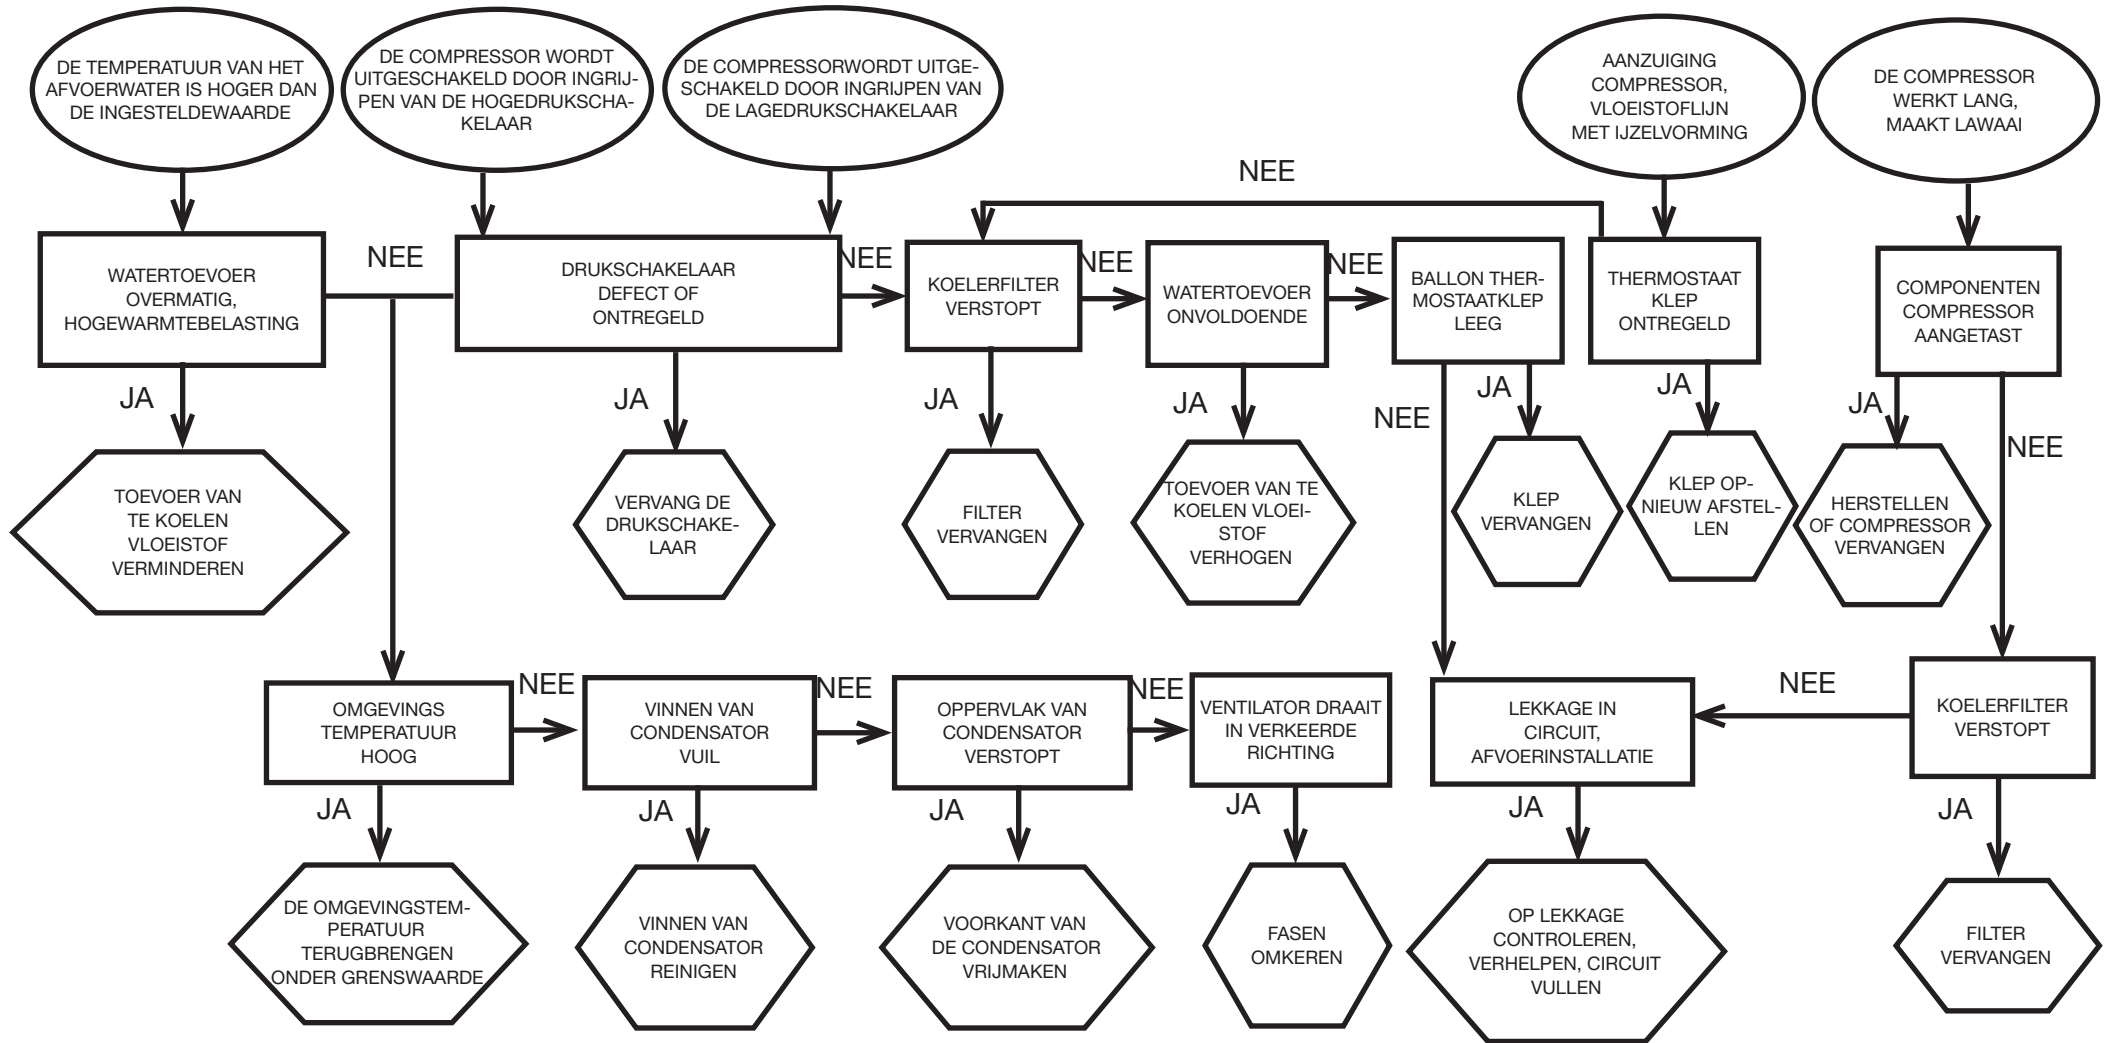 DE TEMPERATUUR VAN HET
AFVOERWATER IS HOGER DAN
DE INGESTELDEWAARDE
DE COMPRESSOR WORDT
UITGESCHAKELD DOOR INGRIJ-
PEN VAN DE HOGEDRUKSCHA-
KELAAR
DE COMPRESSORWORDT UITGE-
SCHAKELD DOOR INGRIJPEN VAN
DE LAGEDRUKSCHAKELAAR
AANZUIGING
COMPRESSOR,
VLOEISTOFLIJN
MET IJZELVORMING
DE COMPRESSOR
WERKT LANG,
MAAKT LAWAAI
NEE
WATERTOEVOER
OVERMATIG,
HOGEWARMTEBELASTING
NEE
DRUKSCHAKELAAR
DEFECT OF
ONTREGELD
NEE
KOELERFILTER
VERSTOPT
NEE
WATERTOEVOER
ONVOLDOENDE
NEE
BALLON THER-
MOSTAATKLEP
LEEG
THERMOSTAAT
KLEP
ONTREGELD
COMPONENTEN
COMPRESSOR
AANGETAST
JA
JA
JA
JA
NEE
JA
JA
JA
NEE
TOEVOER VAN
TE KOELEN
VLOEISTOF
VERMINDEREN
VERVANG DE
DRUKSCHAKE-
LAAR
FILTER
VERVANGEN
TOEVOER VAN TE
KOELEN VLOEI-
STOF
VERHOGEN
KLEP
VERVANGEN
KLEP OP-
NIEUW AFSTEL-
LEN
HERSTELLEN
OF COMPRESSOR
VERVANGEN
OMGEVINGS
TEMPERATUUR
HOOG
NEE
VINNEN VAN
CONDENSATOR
VUIL
NEE
OPPERVLAK VAN
CONDENSATOR
VERSTOPT
NEE
VENTILATOR DRAAIT
IN VERKEERDE
RICHTING
LEKKAGE IN
CIRCUIT,
AFVOERINSTALLATIE
NEE
KOELERFILTER
VERSTOPT
JA
JA
JA
JA
JA
JA
DE OMGEVINGSTEM-
PERATUUR
TERUGBRENGEN
ONDER GRENSWAARDE
VINNEN VAN
CONDENSATOR
REINIGEN
VOORKANT VAN
DE CONDENSATOR
VRIJMAKEN
FASEN
OMKEREN
OP LEKKAGE
CONTROLEREN,
VERHELPEN, CIRCUIT
VULLEN
FILTER
VERVANGEN